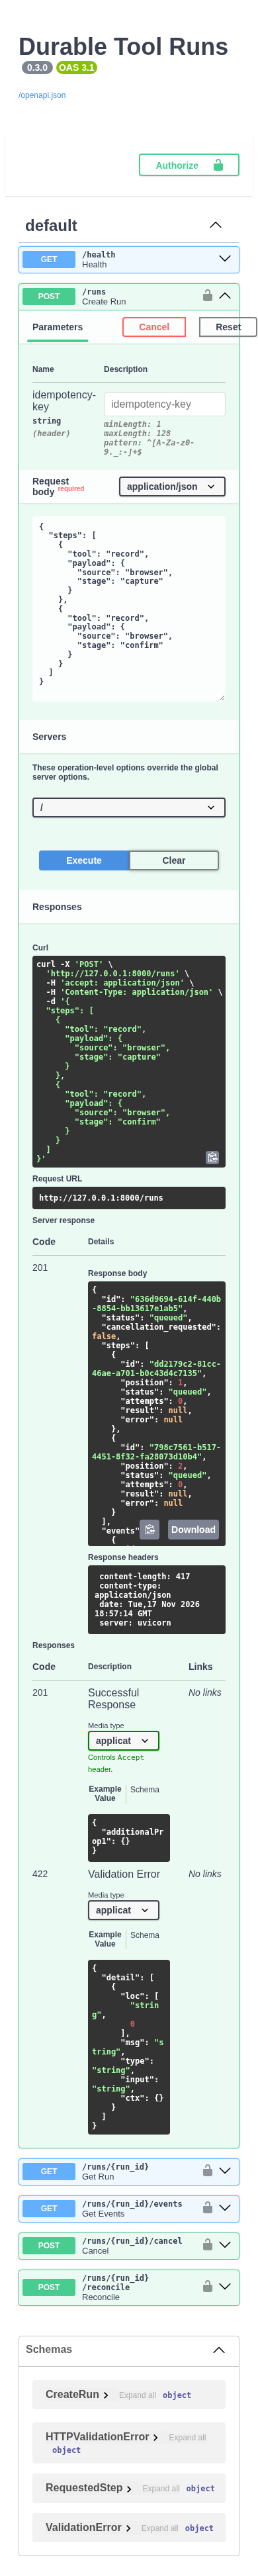 Durable Tool Runs
0.3.0 OAS 3.1
/openapi.json
Authorize
default
GET /health
Health
POST /runs
Create Run
Parameters Cancel Reset
Name Description
idempotency-
key
string
(header)
idempotency-key
minLength: 1
maxLength: 128
pattern: ^[A-Za-z0-
9._:-]+$
Request
body required
application/json
{
  "steps": [
    {
      "tool": "record",
      "payload": {
        "source": "browser",
        "stage": "capture"
      }
    },
    {
      "tool": "record",
      "payload": {
        "source": "browser",
        "stage": "confirm"
      }
    }
  ]
}
Servers
These operation-level options override the global
server options.
/
Execute Clear
Responses
Curl
curl -X 'POST' \
  'http://127.0.0.1:8000/runs' \
  -H 'accept: application/json' \
  -H 'Content-Type: application/json' \
  -d '{
  "steps": [
    {
      "tool": "record",
      "payload": {
        "source": "browser",
        "stage": "capture"
      }
    },
    {
      "tool": "record",
      "payload": {
        "source": "browser",
        "stage": "confirm"
      }
    }
  ]
}'
Request URL
http://127.0.0.1:8000/runs
Server response
Code Details
201
Response body
{
  "id": "636d9694-614f-440b
-8854-bb13617e1ab5",
  "status": "queued",
  "cancellation_requested":
false,
  "steps": [
    {
      "id": "dd2179c2-81cc-
46ae-a701-b0c43d4c7135",
      "position": 1,
      "status": "queued",
      "attempts": 0,
      "result": null,
      "error": null
    },
    {
      "id": "798c7561-b517-
4451-8f32-fa28073d10b4",
      "position": 2,
      "status": "queued",
      "attempts": 0,
      "result": null,
      "error": null
    }
  ],
  "events"
    {
Download
Response headers
content-length: 417
content-type:
application/json
date: Tue,17 Nov 2026
18:57:14 GMT
server: uvicorn
Responses
Code Description Links
201 Successful
Response
No links
Media type
applicat
Controls Accept
header.
Example
Value
Schema
{
  "additionalPr
op1": {}
}
422 Validation Error No links
Media type
applicat
Example
Value
Schema
{
  "detail": [
    {
      "loc": [
        "strin
g",
        0
      ],
      "msg": "s
tring",
      "type":
"string",
      "input":
"string",
      "ctx": {}
    }
  ]
}
GET /runs/{run_id}
Get Run
GET /runs/{run_id}/events
Get Events
POST /runs/{run_id}/cancel
Cancel
POST /runs/{run_id}
/reconcile
Reconcile
Schemas
CreateRun Expand all object
HTTPValidationError Expand all
object
RequestedStep Expand all object
ValidationError Expand all object